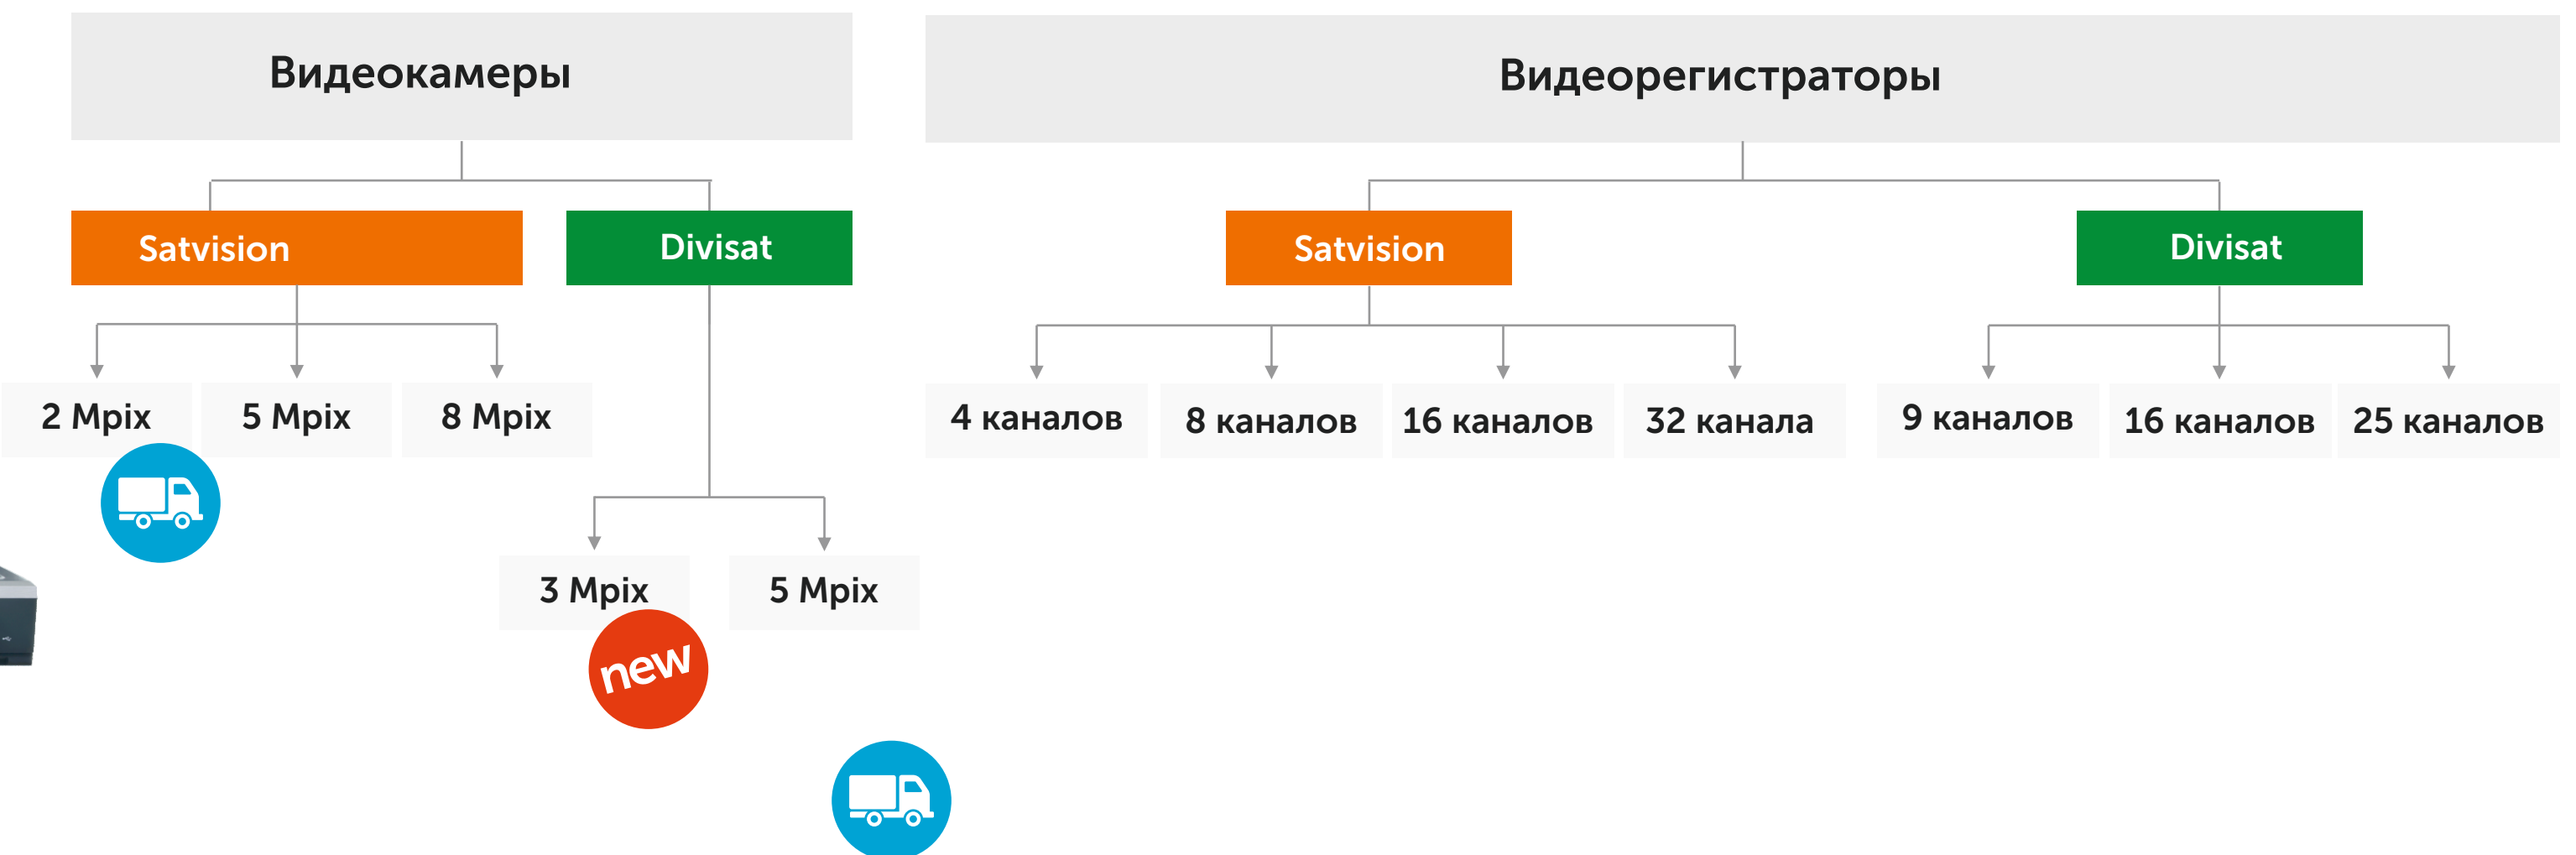 Видеокамеры
Видеорегистраторы
Satvision
Divisat
Satvision
Divisat
2 Mpix
5 Mpix
8 Mpix
4 каналов
8 каналов
16 каналов
32 канала
9 каналов
16 каналов
25 каналов
3 Mpix
5 Mpix
new